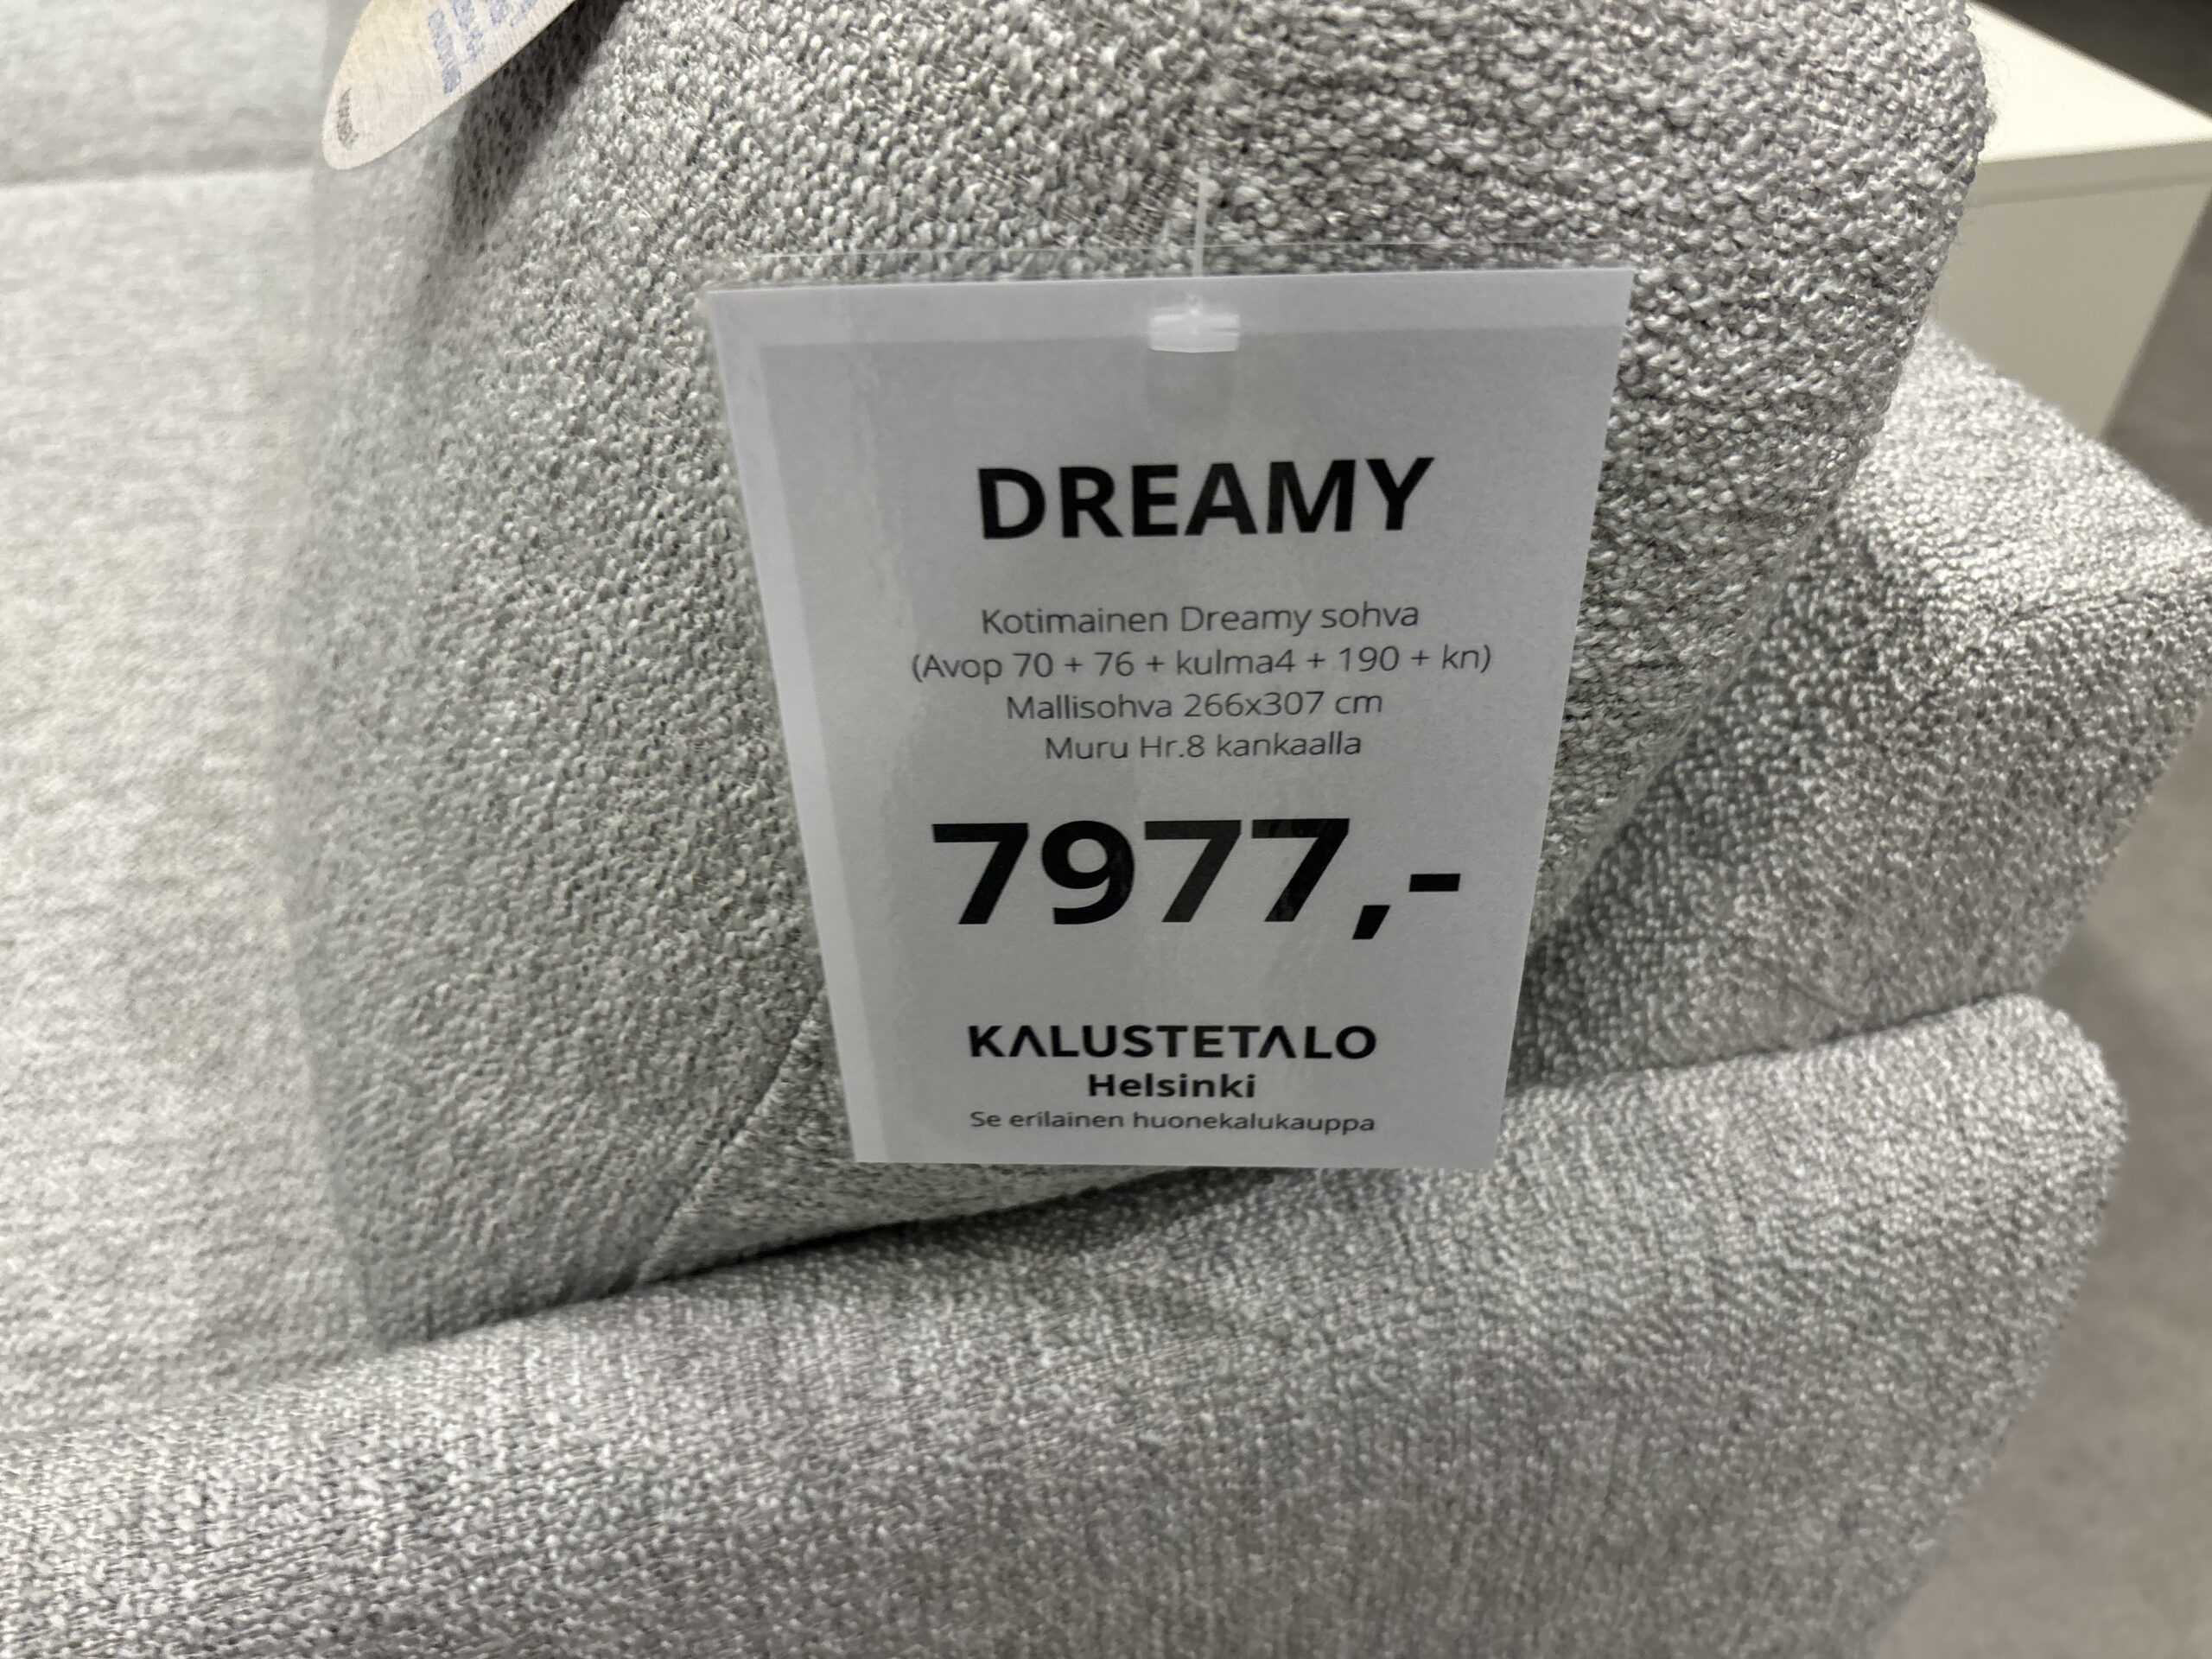 DREAMY
Kotimainen Dreamy sohva
(Avop 70 + 76 + kulma4 + 190 + kn)
Mallisohva 266x307 cm
Muru Hr.8 kankaalla
7977,-
KALUSTETALO
Helsinki
Se erilainen huonekalukauppa